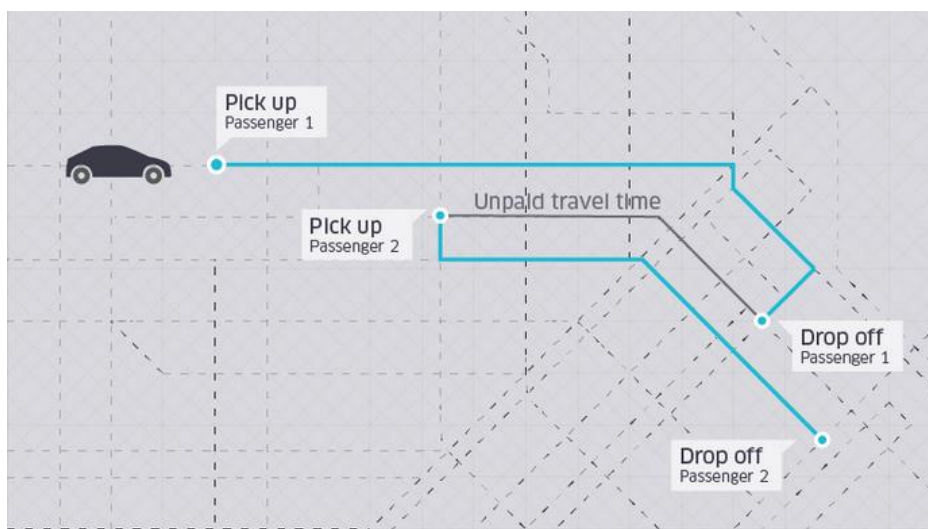 Pick up
Passenger 1
Unpaid travel time
Pick up
Passenger 2
Drop off
Passenger 1
Drop off
Passenger 2